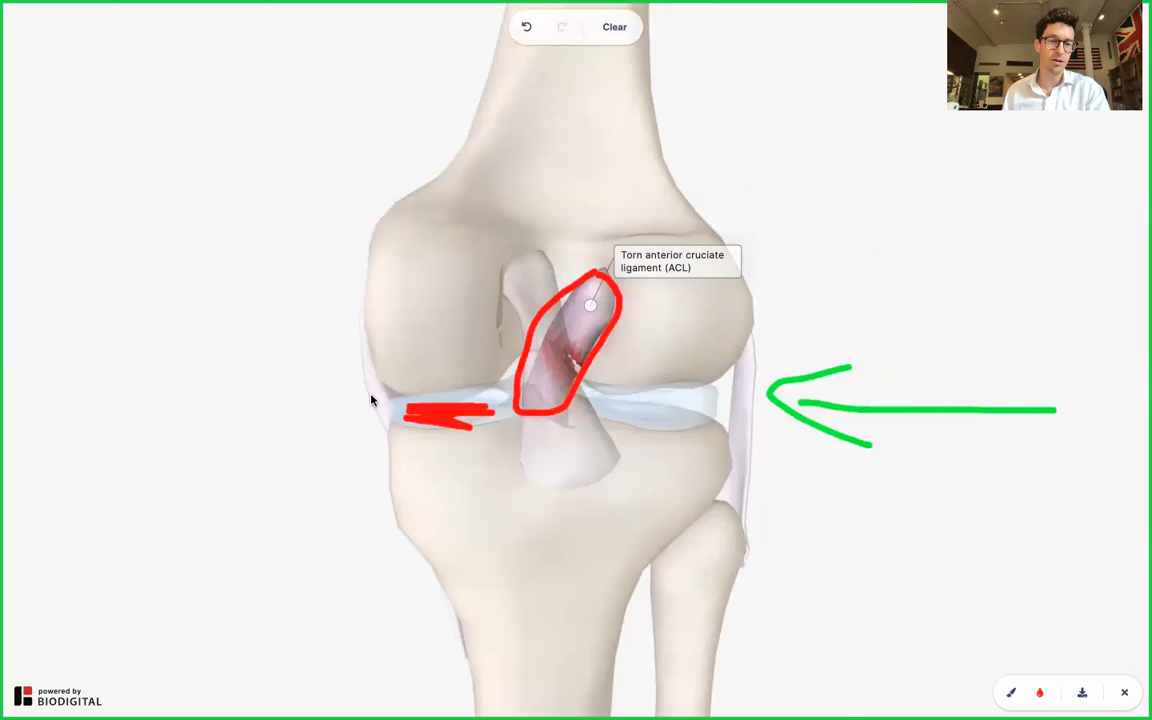 Clear
Torn anterior cruciate
ligament (ACL)
powered by
BIODIGITAL